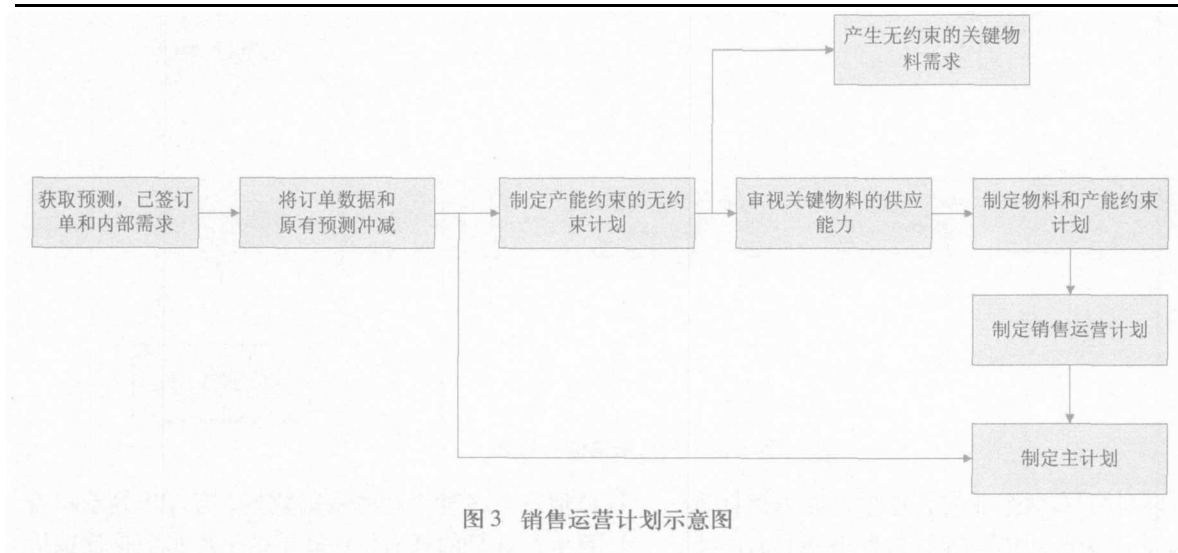 产生无约束的关键物
料需求
获取预测，已签订
单和内部需求
将订单数据和
原有预测冲减
制定产能约束的无约
束计划
审视关键物料的供应
能力
制定物料和产能约束
计划
制定销售运营计划
制定主计划
图3 销售运营计划示意图